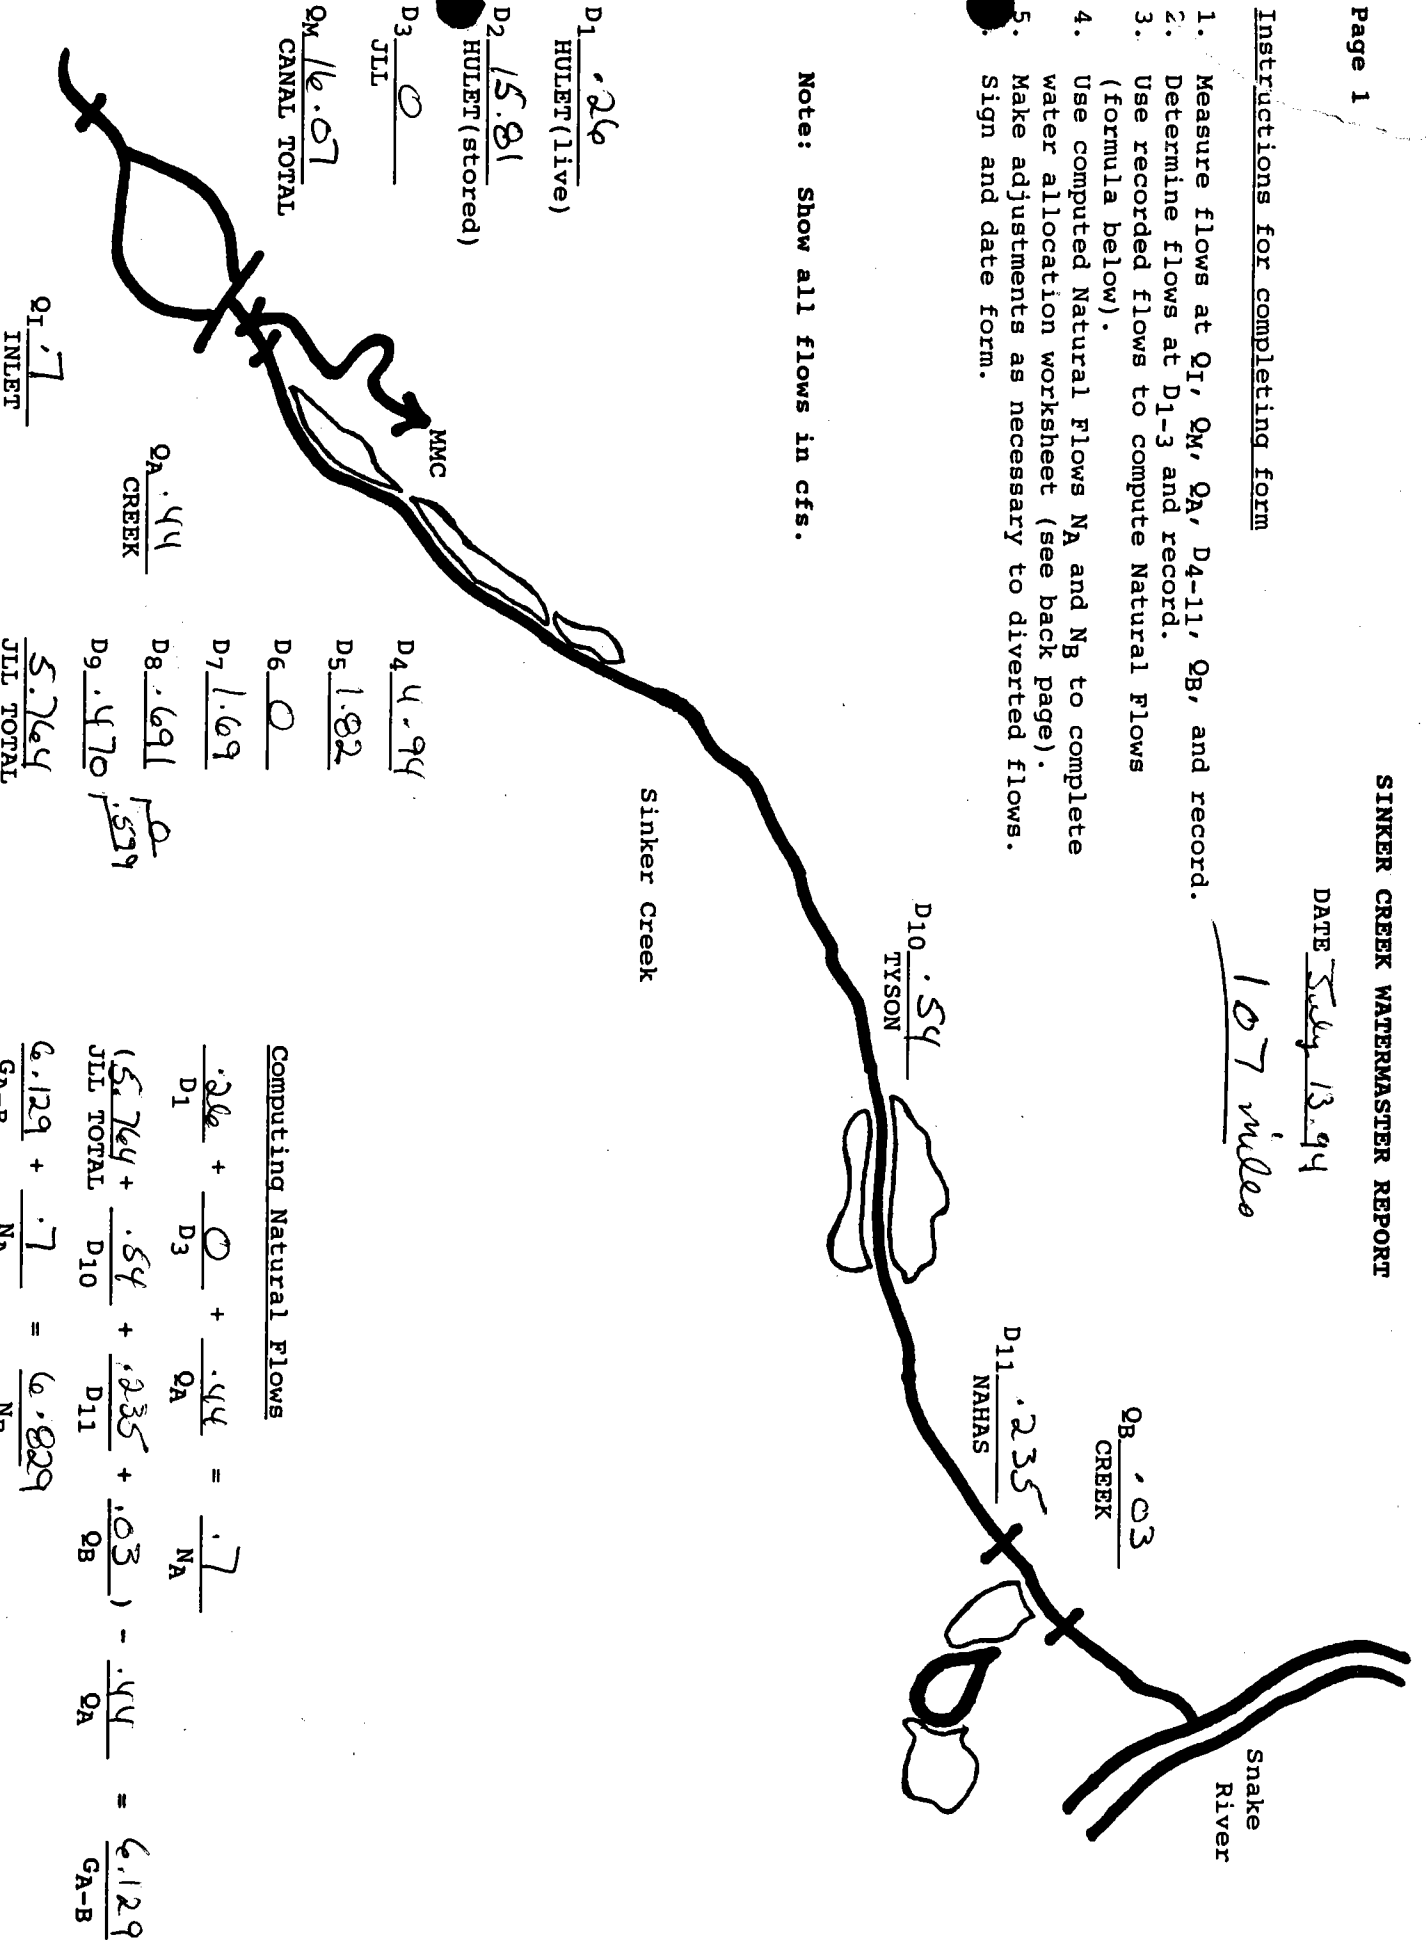 Page 1
SINKER CREEK WATERMASTER REPORT
DATE July 13, 94
107 miles
Instructions for completing form
1. Measure flows at QI, QM, QA, D4-11, QB, and record.
2. Determine flows at D1-3 and record.
3. Use recorded flows to compute Natural Flows
(formula below).
4. Use computed Natural Flows NA and NB to complete
water allocation worksheet (see back page).
5. Make adjustments as necessary to diverted flows.
Sign and date form.
Note: Show all flows in cfs.
Snake
River
QB .03
CREEK
D11 .235
NAHAS
D10 .54
TYSON
Sinker Creek
D1 .26
HULET(live)
D2 15.81
HULET(stored)
D3 0
JLL
QM 16.07
CANAL TOTAL
MMC
QI .7
INLET
QA .44
CREEK
D4 4.94
D5 1.82
D6 0
D7 1.69
D8 .691 0
D9 .470 .579
5.764
JLL TOTAL
Computing Natural Flows
.26 + 0 + .44 = .7
D1 D3 QA NA
(5.764 + .54 + .235 + .03) - .44 = 6.129
JLL TOTAL D10 D11 QB QA GA-B
6.129 + .7 = 6.829
GA-B NA NB